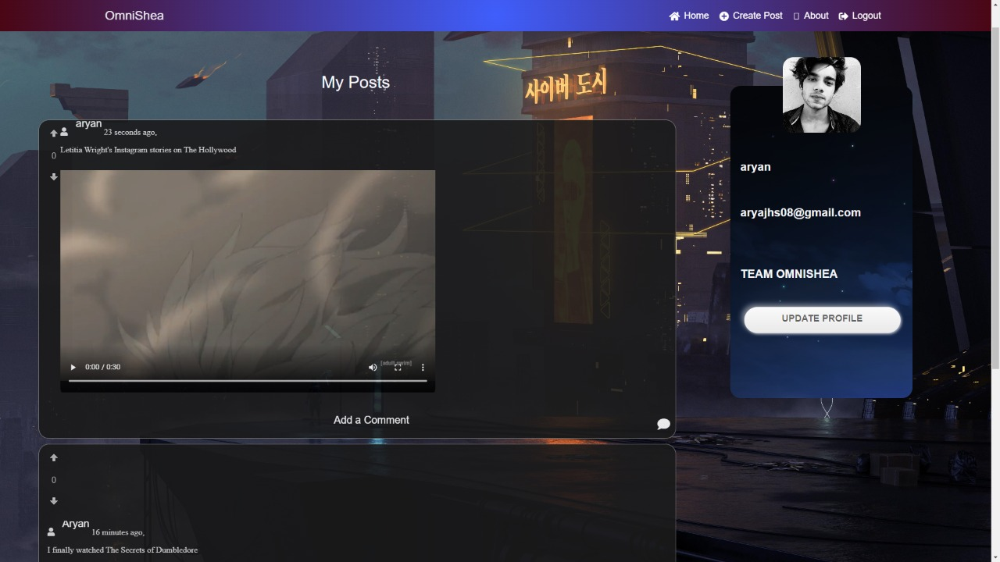 OmniShea
Home
Create Post
About
Logout
사이버 도시
My Posts
aryan
23 seconds ago,
0
Letitia Wright's Instagram stories on The Hollywood
[adult swim]
0:00 / 0:30
Add a Comment
aryan
aryajhs08@gmail.com
TEAM OMNISHEA
UPDATE PROFILE
0
Aryan
16 minutes ago,
I finally watched The Secrets of Dumbledore